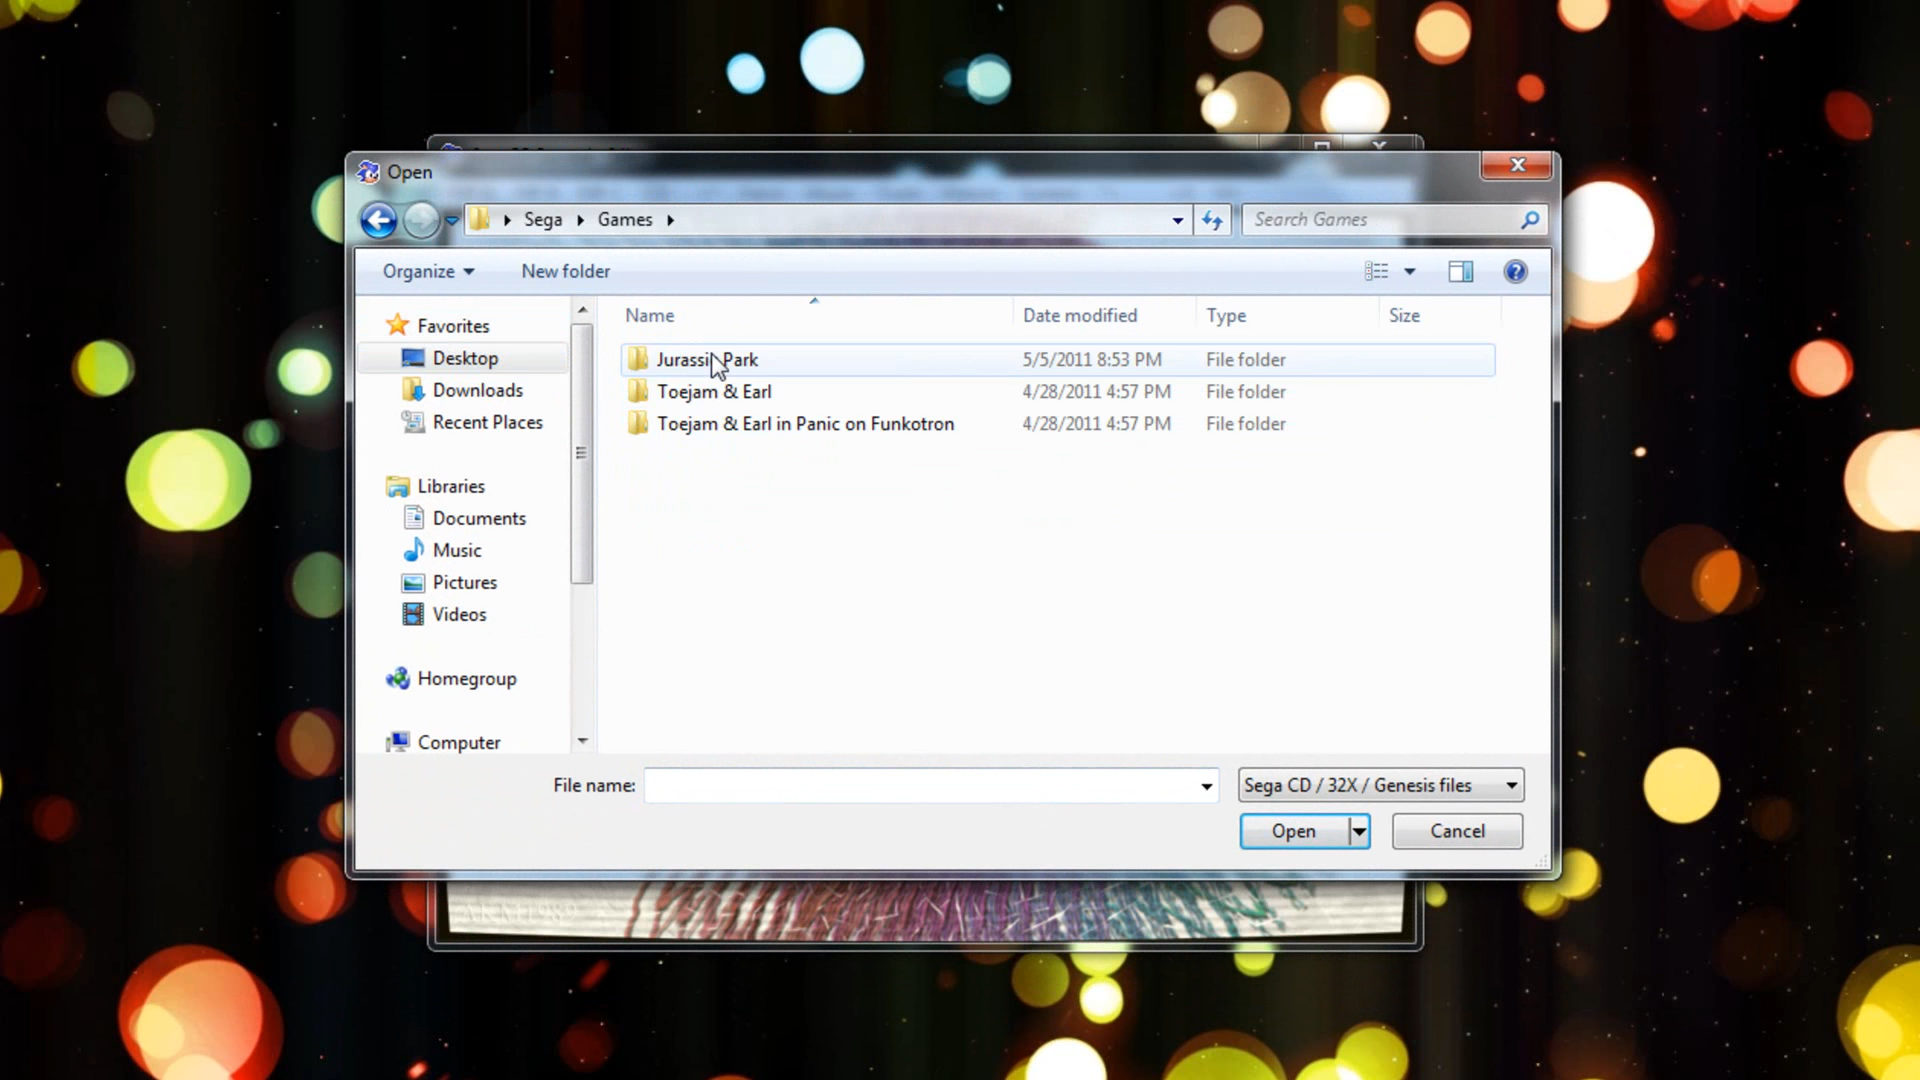 Open
Sega Games
Search Games
Organize New folder
Name Date modified Type Size
Favorites
Desktop
Downloads
Recent Places
Libraries
Documents
Music
Pictures
Videos
Homegroup
Computer
Jurassic Park 5/5/2011 8:53 PM File folder
Toejam & Earl 4/28/2011 4:57 PM File folder
Toejam & Earl in Panic on Funkotron 4/28/2011 4:57 PM File folder
File name:
Sega CD / 32X / Genesis files
Open Cancel